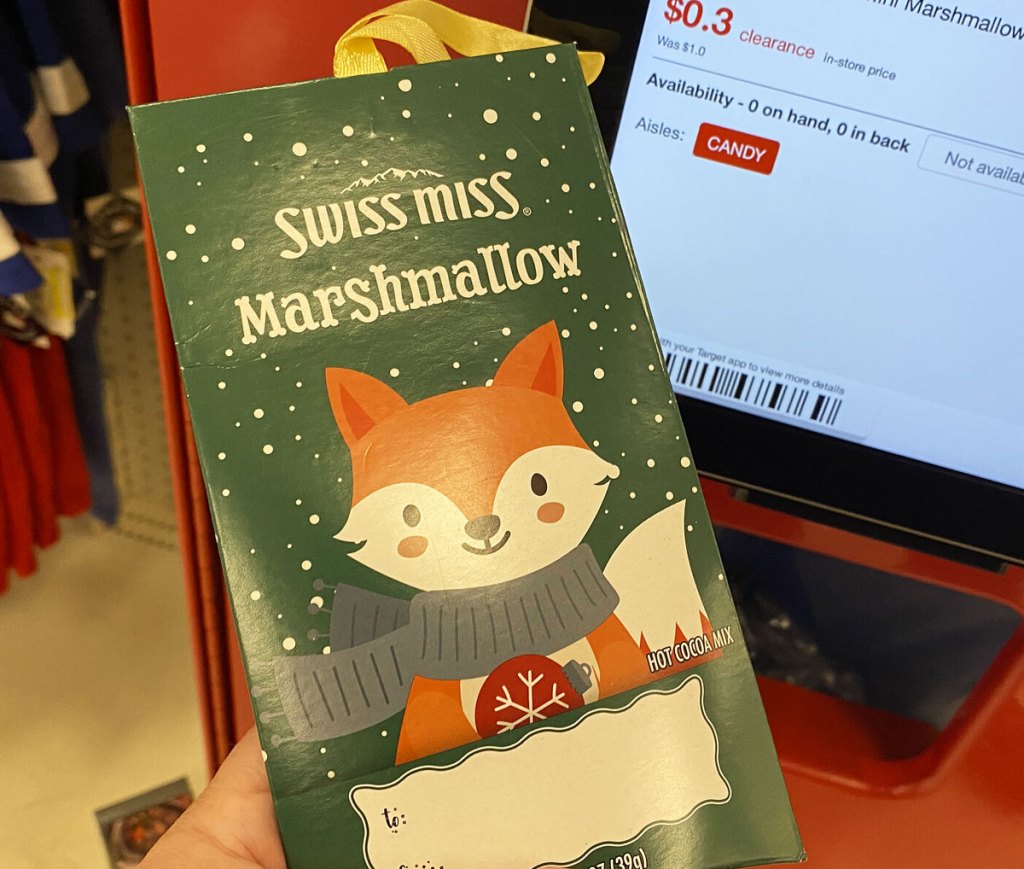 SWISS MISS®
Marshmallow
HOT COCOA MIX
to:
(39g)
Marshmallow
$0.3 clearance in-store price
Was $1.0
Availability - 0 on hand, 0 in back
Aisles: CANDY
Not
your Target app to view more details